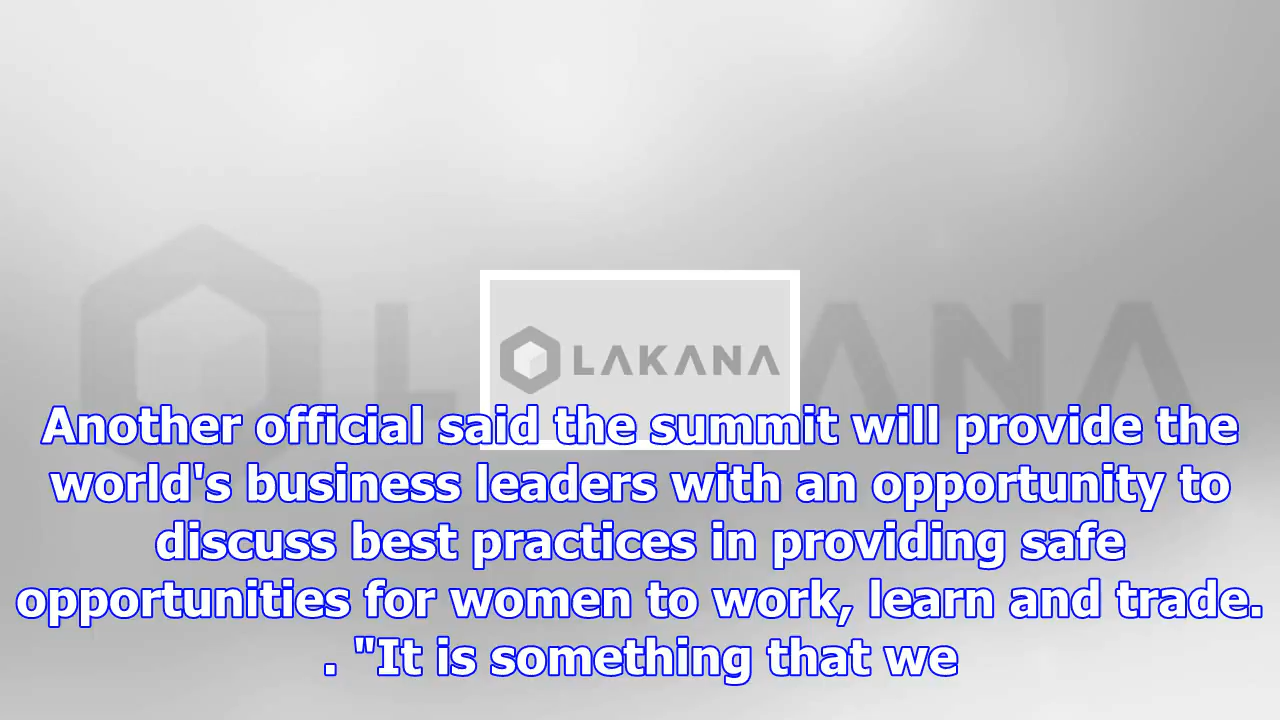 LAKANA
Another official said the summit will provide the
world's business leaders with an opportunity to
discuss best practices in providing safe
opportunities for women to work, learn and trade.
. "It is something that we